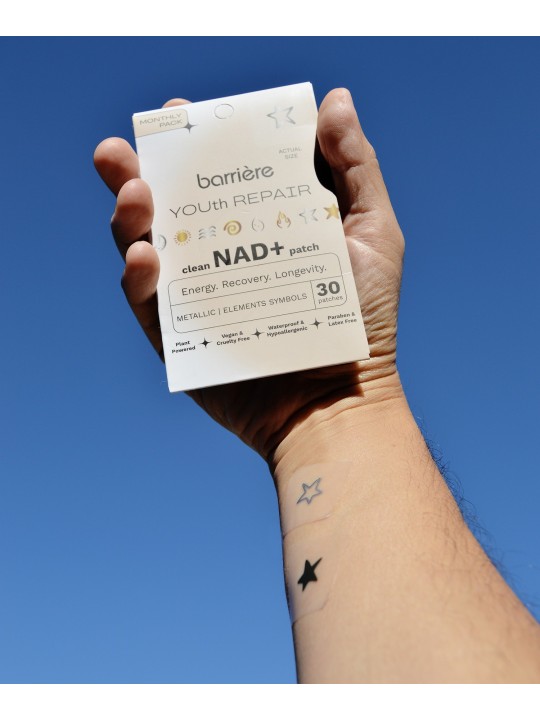 MONTHLY
PACK
ACTUAL
SIZE
barrière
YOUth REPAIR
clean NAD+ patch
Energy. Recovery. Longevity.
METALLIC | ELEMENTS SYMBOLS
30
patches
Plant
Powered
Vegan &
Cruelty Free
Waterproof &
Hypoallergenic
Paraben &
Latex Free